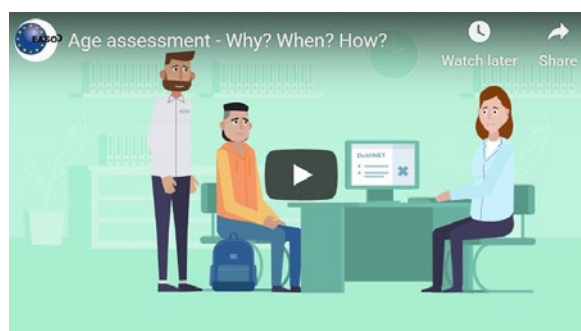 EASO
Age assessment - Why? When? How?
Watch later
Share
DubliNET